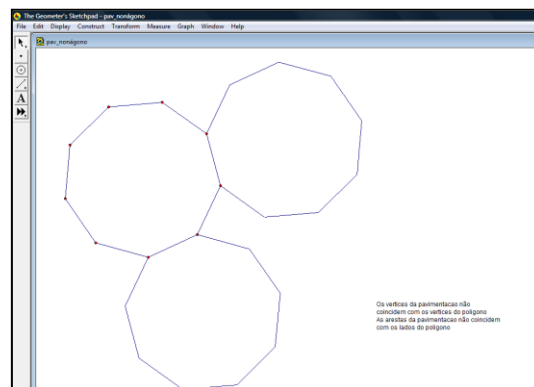 The Geometer's Sketchpad - pav_nonágono
File Edit Display Construct Transform Measure Graph Window Help
pav_nonágono
A
Os vertices da pavimentacao não
coincidem com os vertices do poligono
As arestas da pavimentacao não coincidem
com os lados do poligono